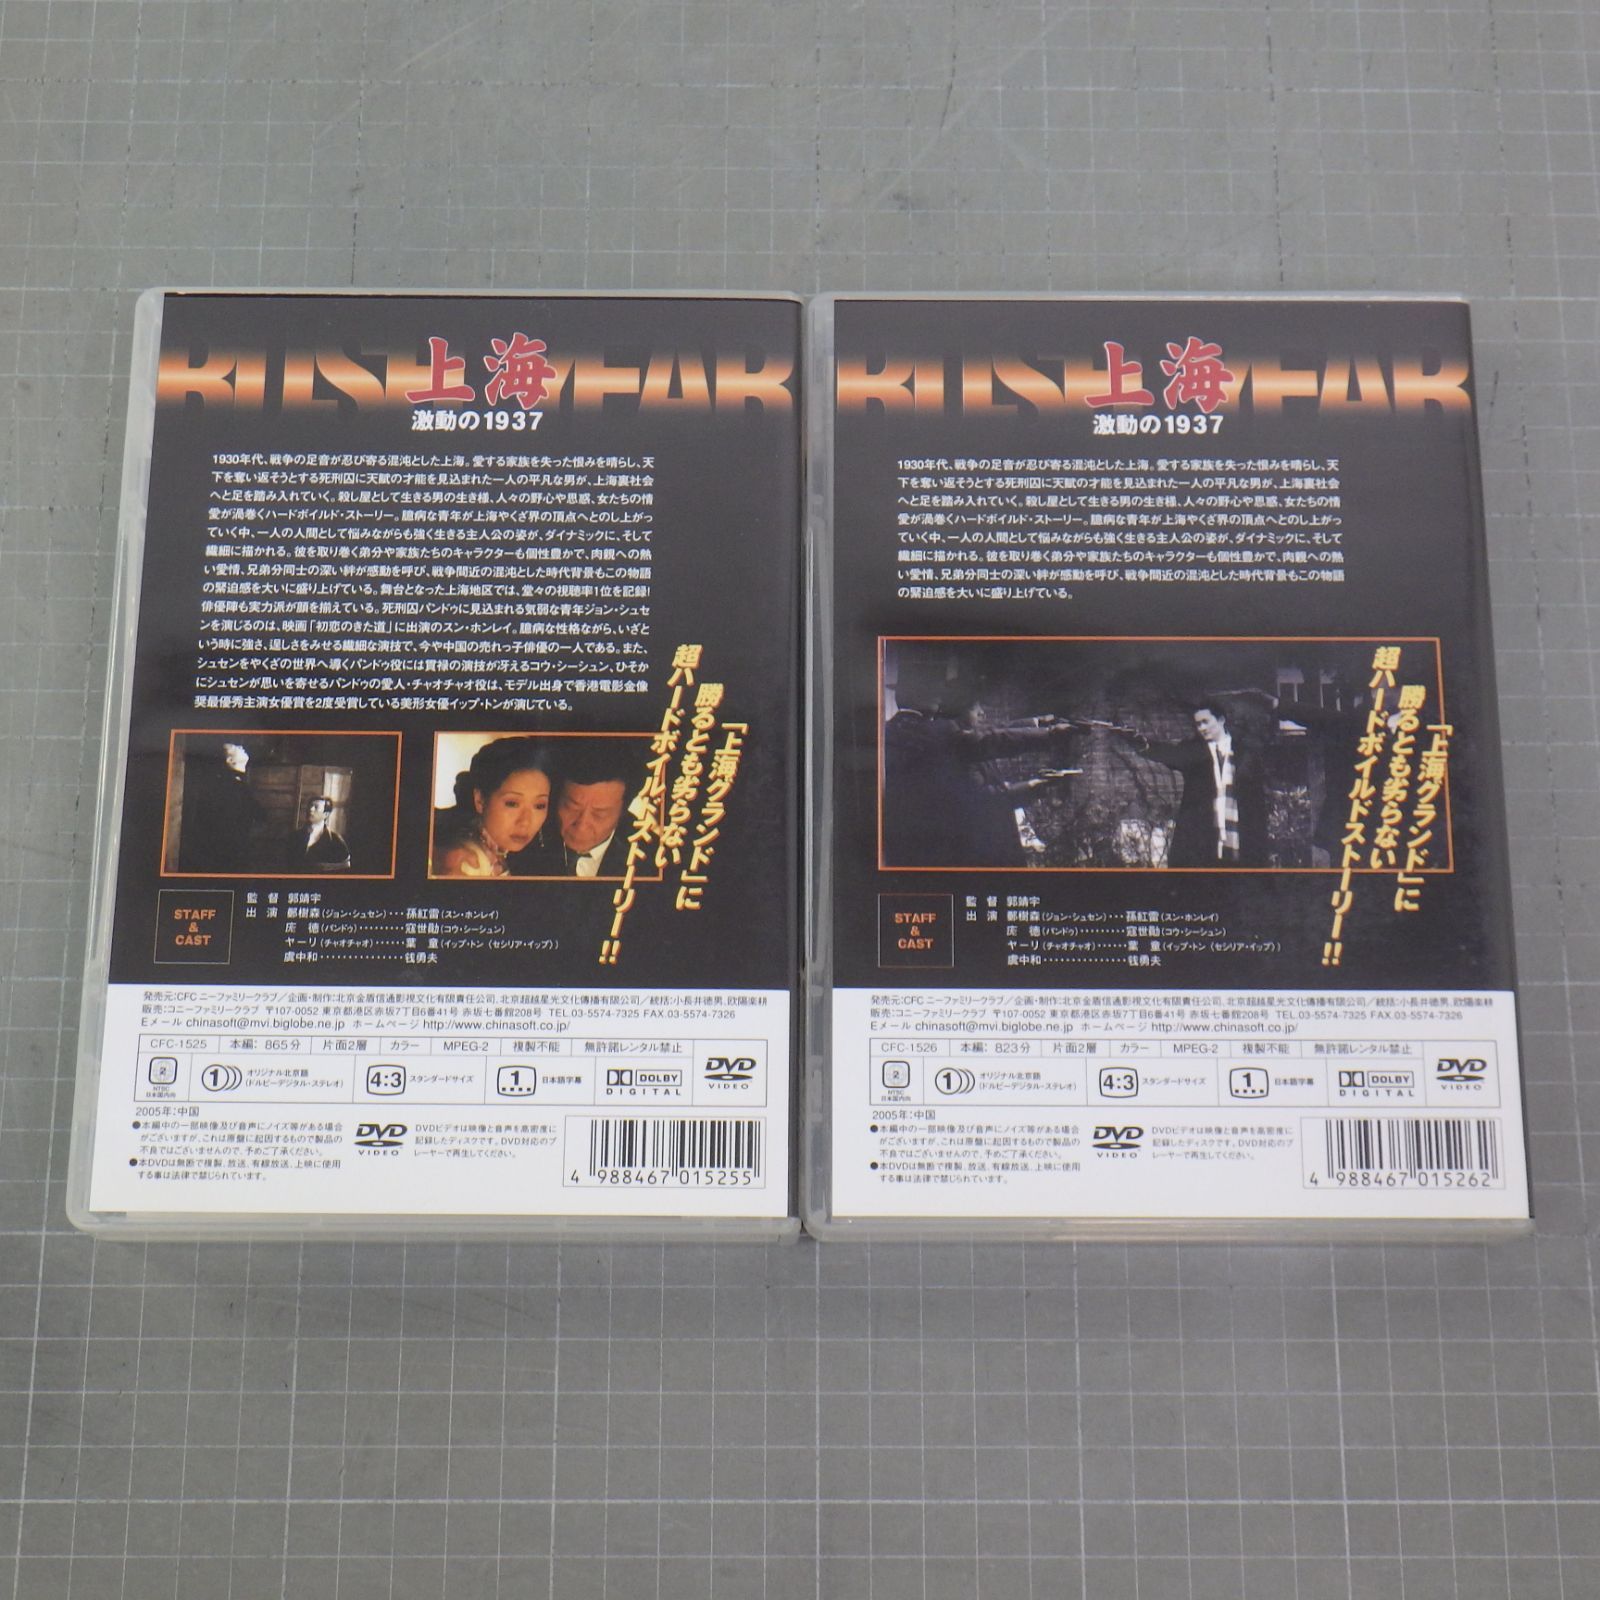 RUSH YEAR
上海
激動の1937
1930年代、戦争の足音が忍び寄る混沌とした上海。愛する家族を失った恨みを晴らし、天
下を奪い返そうとする死刑囚に天賦の才能を見込まれた一人の平凡な男が、上海裏社会
へと足を踏み入れていく。殺し屋として生きる男の生き様、人々の野心や思惑、女たちの情
愛が渦巻くハードボイルド・ストーリー。臆病な青年が上海やくざ界の頂点へとのし上がっ
ていく中、一人の人間として悩みながらも強く生きる主人公の姿が、ダイナミックに、そして
繊細に描かれる。彼を取り巻く弟分や家族たちのキャラクターも個性豊かで、肉親への熱
い愛情、兄弟分同士の深い絆が感動を呼び、戦争間近の混沌とした時代背景もこの物語
の緊迫感を大いに盛り上げている。舞台となった上海地区では、堂々の視聴率1位を記録!
俳優陣も実力派が顔を揃えている。死刑囚パンドゥに見込まれる気弱な青年ジョン・シュセ
ンを演じるのは、映画「初恋のきた道」に出演のスン・ホンレイ。臆病な性格ながら、いざと
いう時に強さ、逞しさをみせる繊細な演技で、今や中国の売れっ子俳優の一人である。また、
シュセンをやくざの世界へ導くパンドゥ役には貫禄の演技が冴えるコウ・シーシュン、ひそか
にシュセンが思いを寄せるパンドゥの愛人・チャオチャオ役は、モデル出身で香港電影金像
奨最優秀主演女優賞を2度受賞している美形女優イップ・トンが演じている。
「上海グランド」に
勝るとも劣らない
超ハードボイルドストーリー!!
STAFF
&
CAST
監 督 郭靖宇
出 演 鄭樹森(ジョン・シュセン)・・・孫紅雷(スン・ホンレイ)
庞 徳(パンドゥ)・・・・・・・・・寇世勛(コウ・シーシュン)
ヤーリ(チャオチャオ)・・・・・・葉 童(イップ・トン〈セシリア・イップ〉)
虞中和・・・・・・・・・・・・・・・钱勇夫
発売元:CFC ニーファミリークラブ/企画・制作:北京金盾信通影視文化有限責任公司、北京超越星光文化傳播有限公司/統括:小長井徳男、欧陽楽耕
販売:コニーファミリークラブ 〒107-0052 東京都港区赤坂7丁目6番41号 赤坂七番館208号 TEL.03-5574-7325 FAX.03-5574-7326
Eメール chinasoft@mvi.biglobe.ne.jp ホームページ http://www.chinasoft.co.jp/
CFC-1525 本編:865分 片面2層 カラー MPEG-2 複製不能 無許諾レンタル禁止
2 NTSC 日本国内向
1 オリジナル北京語 (ドルビーデジタル・ステレオ)
4:3 スタンダードサイズ
1 日本語字幕
DOLBY DIGITAL
DVD VIDEO
2005年:中国
●本編中の一部映像及び音声にノイズ等がある場合
がございますが、これは原盤に起因するもので製品の
不良ではございませんので、予めご了承ください。
●本DVDは無断で複製、放送、有線放送、上映に使用
する事は法律で禁じられています。
DVD VIDEO
DVDビデオは映像と音声を高密度に
記録したディスクです。DVD対応のプ
レーヤーで再生してください。
4 988467 015255
RUSH YEAR
上海
激動の1937
1930年代、戦争の足音が忍び寄る混沌とした上海。愛する家族を失った恨みを晴らし、天
下を奪い返そうとする死刑囚に天賦の才能を見込まれた一人の平凡な男が、上海裏社会
へと足を踏み入れていく。殺し屋として生きる男の生き様、人々の野心や思惑、女たちの情
愛が渦巻くハードボイルド・ストーリー。臆病な青年が上海やくざ界の頂点へとのし上がっ
ていく中、一人の人間として悩みながらも強く生きる主人公の姿が、ダイナミックに、そして
繊細に描かれる。彼を取り巻く弟分や家族たちのキャラクターも個性豊かで、肉親への熱
い愛情、兄弟分同士の深い絆が感動を呼び、戦争間近の混沌とした時代背景もこの物語
の緊迫感を大いに盛り上げている。
「上海グランド」に
勝るとも劣らない
超ハードボイルドストーリー!!
STAFF
&
CAST
監 督 郭靖宇
出 演 鄭樹森(ジョン・シュセン)・・・孫紅雷(スン・ホンレイ)
庞 徳(パンドゥ)・・・・・・・・・寇世勛(コウ・シーシュン)
ヤーリ(チャオチャオ)・・・・・・葉 童(イップ・トン〈セシリア・イップ〉)
虞中和・・・・・・・・・・・・・・・钱勇夫
発売元:CFC ニーファミリークラブ/企画・制作:北京金盾信通影視文化有限責任公司、北京超越星光文化傳播有限公司/統括:小長井徳男、欧陽楽耕
販売:コニーファミリークラブ 〒107-0052 東京都港区赤坂7丁目6番41号 赤坂七番館208号 TEL.03-5574-7325 FAX.03-5574-7326
Eメール chinasoft@mvi.biglobe.ne.jp ホームページ http://www.chinasoft.co.jp/
CFC-1526 本編:823分 片面2層 カラー MPEG-2 複製不能 無許諾レンタル禁止
2 NTSC 日本国内向
1 オリジナル北京語 (ドルビーデジタル・ステレオ)
4:3 スタンダードサイズ
1 日本語字幕
DOLBY DIGITAL
DVD VIDEO
2005年:中国
●本編中の一部映像及び音声にノイズ等がある場合
がございますが、これは原盤に起因するもので製品の
不良ではございませんので、予めご了承ください。
●本DVDは無断で複製、放送、有線放送、上映に使用
する事は法律で禁じられています。
DVD VIDEO
DVDビデオは映像と音声を高密度に
記録したディスクです。DVD対応のプ
レーヤーで再生してください。
4 988467 015262